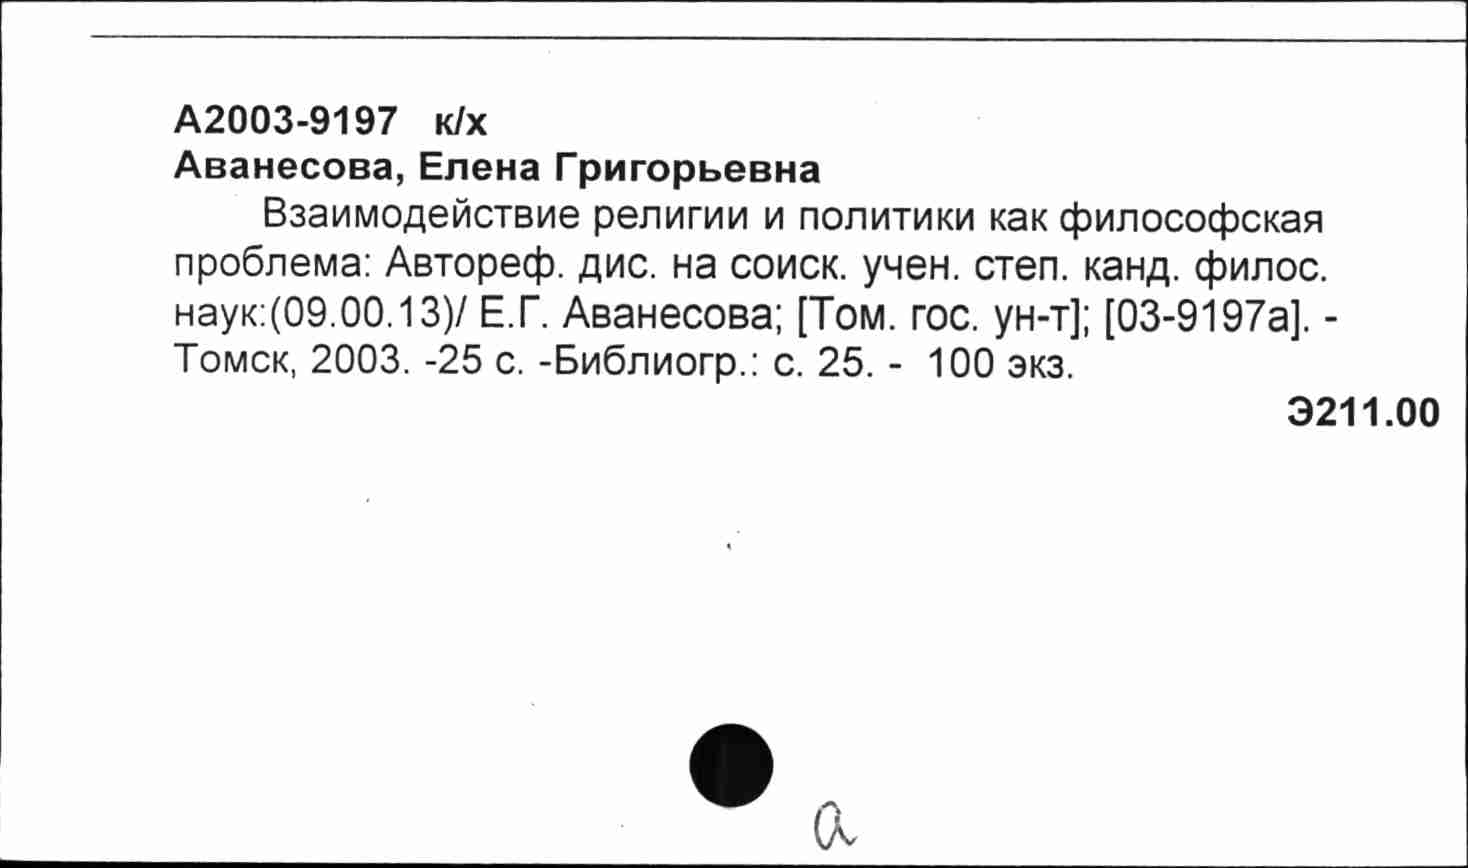 А2003-9197 к/х
Аванесова, Елена Григорьевна
Взаимодействие религии и политики как философская
проблема: Автореф. дис. на соиск. учен. степ. канд. филос.
наук:(09.00.13)/ Е.Г. Аванесова; [Том. гос. ун-т]; [03-9197а]. -
Томск, 2003. -25 с. -Библиогр.: с. 25. - 100 экз.
Э211.00
а